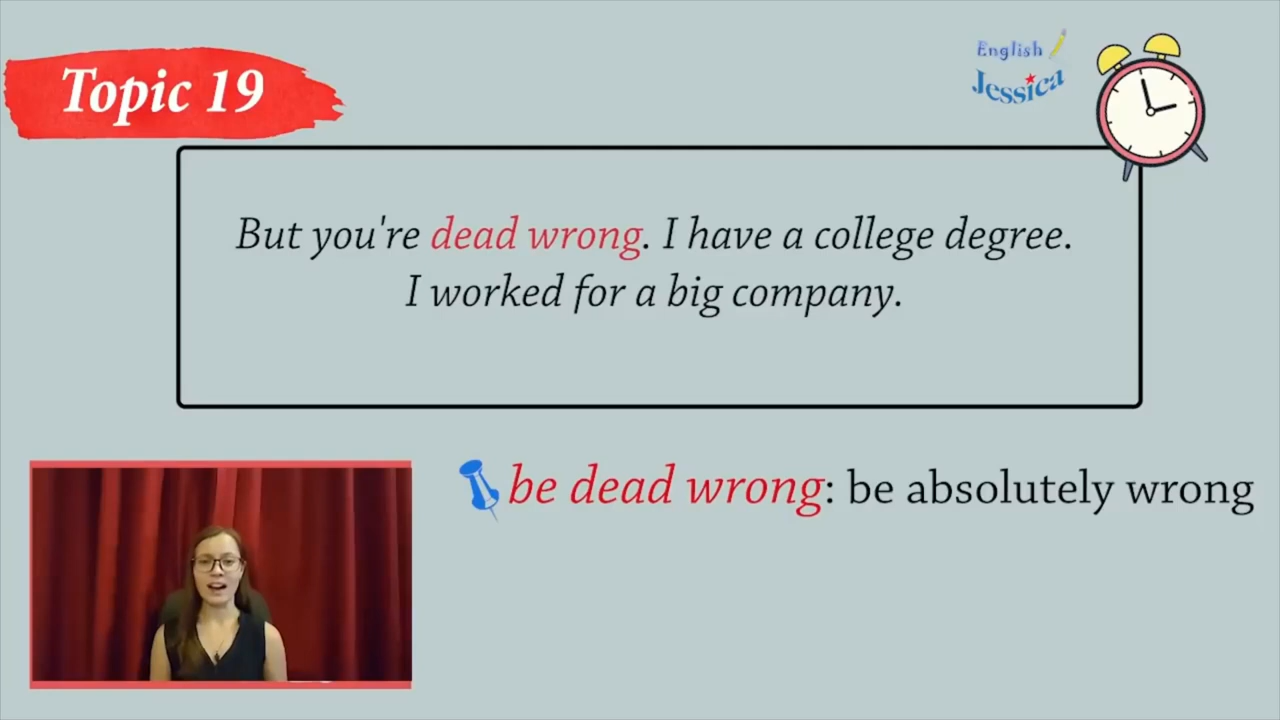 Topic 19
English
Jessica
But you're dead wrong. I have a college degree.
I worked for a big company.
be dead wrong: be absolutely wrong